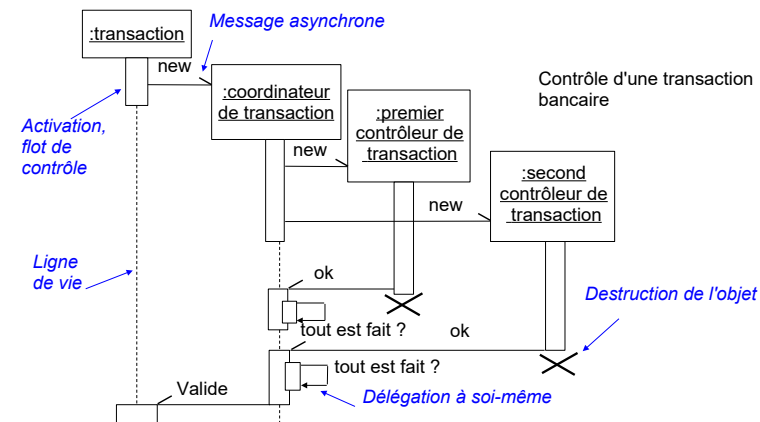 Message asynchrone
:transaction
new
Contrôle d'une transaction
bancaire
:coordinateur
de transaction
:premier
contrôleur de
transaction
Activation,
flot de
contrôle
new
:second
contrôleur de
transaction
new
Ligne
de vie
ok
Destruction de l'objet
tout est fait ?
ok
tout est fait ?
Valide
Délégation à soi-même